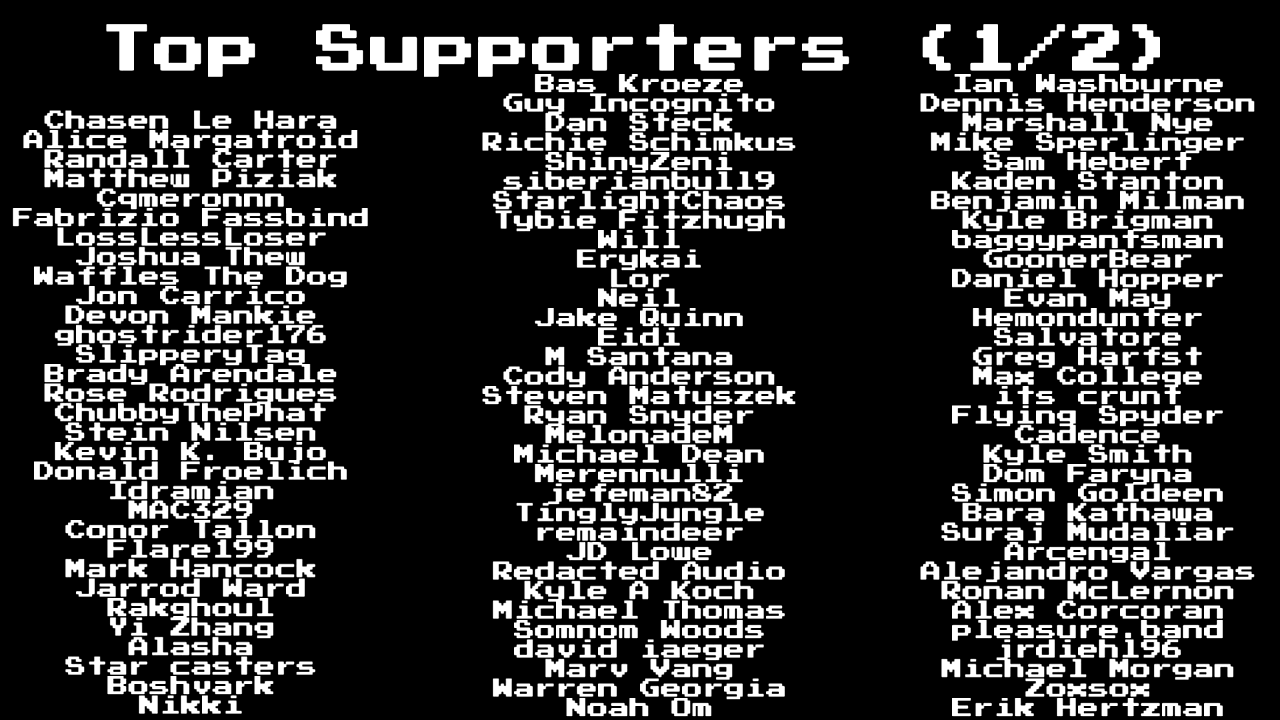 Top Supporters (1/2)
Chasen Le Hara
Alice Margatroid
Randall Carter
Matthew Piziak
Cqmeronnn
Fabrizio Fassbind
LossLessLoser
Joshua Thew
Waffles The Dog
Jon Carrico
Devon Mankie
ghostrider176
SlipperyTag
Brady Arendale
Rose Rodrigues
ChubbyThePhat
Stein Nilsen
Kevin K. Bujo
Donald Froelich
Idramian
MAC329
Conor Tallon
Flare199
Mark Hancock
Jarrod Ward
Rakghoul
Yi Zhang
Alasha
Star casters
Boshvark
Nikki
Bas Kroeze
Guy Incognito
Dan Steck
Richie Schimkus
ShinyZeni
siberianbull9
StarlightChaos
Tybie Fitzhugh
Will
Erykai
Lor
Neil
Jake Quinn
Eidi
M Santana
Cody Anderson
Steven Matuszek
Ryan Snyder
MelonadeM
Michael Dean
Merennulli
jefeman82
TinglyJungle
remaindeer
JD Lowe
Redacted Audio
Kyle A Koch
Michael Thomas
Somnom Woods
david jaeger
Marv Vang
Warren Georgia
Noah Om
Ian Washburne
Dennis Henderson
Marshall Nye
Mike Sperlinger
Sam Hebert
Kaden Stanton
Benjamin Milman
Kyle Brigman
baggypantsman
GoonerBear
Daniel Hopper
Evan May
Hemondunter
Salvatore
Greg Harfst
Max College
its crunt
Flying Spyder
Cadence
Kyle Smith
Dom Faryna
Simon Goldeen
Bara Kathawa
Suraj Mudaliar
Arcengal
Alejandro Vargas
Ronan McLernon
Alex Corcoran
pleasure.band
jrdiehl96
Michael Morgan
Zoxsox
Erik Hertzman